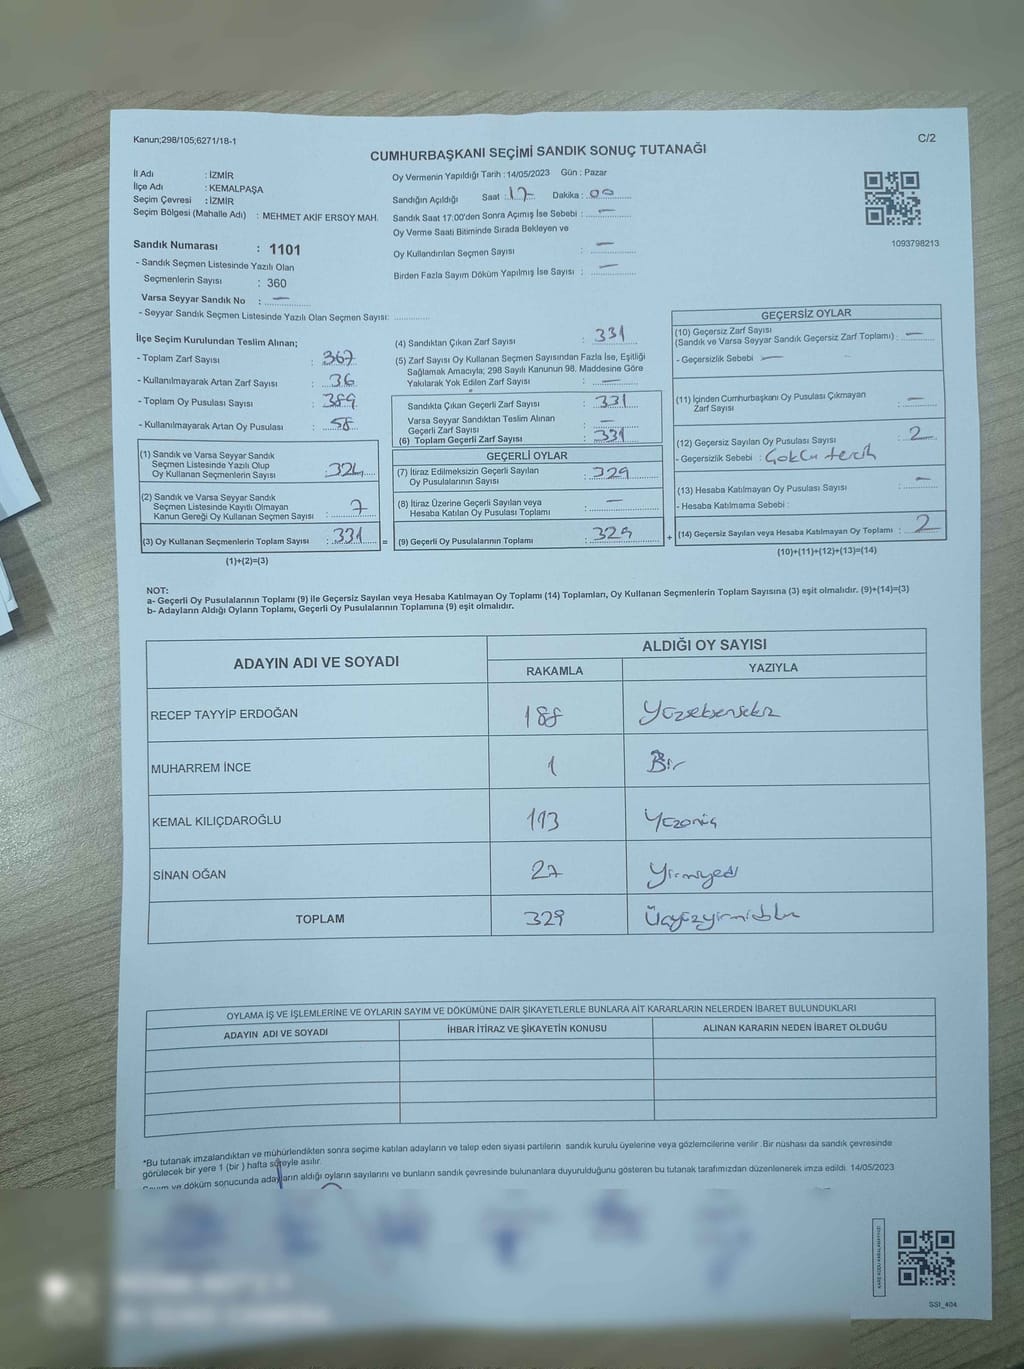 Kanun;298/105;6271/18-1
C/2
CUMHURBAŞKANI SEÇİMİ SANDIK SONUÇ TUTANAĞI
İl Adı : İZMİR
İlçe Adı : KEMALPAŞA
Seçim Çevresi : İZMİR
Seçim Bölgesi (Mahalle Adı) : MEHMET AKİF ERSOY MAH.
Sandık Numarası : 1101
- Sandık Seçmen Listesinde Yazılı Olan
Seçmenlerin Sayısı : 360
Varsa Seyyar Sandık No : —
- Seyyar Sandık Seçmen Listesinde Yazılı Olan Seçmen Sayısı:
Oy Vermenin Yapıldığı Tarih : 14/05/2023 Gün : Pazar
Sandığın Açıldığı Saat : 17 Dakika : 00
Sandık Saat 17:00'den Sonra Açımış İse Sebebi : —
Oy Verme Saati Bitiminde Sırada Bekleyen ve
Oy Kullandırılan Seçmen Sayısı : —
Birden Fazla Sayım Döküm Yapılmış İse Sayısı : —
1093798213
İlçe Seçim Kurulundan Teslim Alınan;
- Toplam Zarf Sayısı : 367
- Kullanılmayarak Artan Zarf Sayısı : 36
- Toplam Oy Pusulası Sayısı : 389
- Kullanılmayarak Artan Oy Pusulası : 58
(1) Sandık ve Varsa Seyyar Sandık
Seçmen Listesinde Yazılı Olup
Oy Kullanan Seçmenlerin Sayısı : 324
(2) Sandık ve Varsa Seyyar Sandık
Seçmen Listesinde Kayıtlı Olmayan
Kanun Gereği Oy Kullanan Seçmen Sayısı : 7
(3) Oy Kullanan Seçmenlerin Toplam Sayısı : 331
(1)+(2)=(3)
(4) Sandıktan Çıkan Zarf Sayısı : 331
(5) Zarf Sayısı Oy Kullanan Seçmen Sayısından Fazla İse, Eşitliği
Sağlamak Amacıyla; 298 Sayılı Kanunun 98. Maddesine Göre
Yakılarak Yok Edilen Zarf Sayısı : —
Sandıkta Çıkan Geçerli Zarf Sayısı : 331
Varsa Seyyar Sandıktan Teslim Alınan
Geçerli Zarf Sayısı : —
(6) Toplam Geçerli Zarf Sayısı : 331
GEÇERLİ OYLAR
(7) İtiraz Edilmeksizin Geçerli Sayılan
Oy Pusulalarının Sayısı : 329
(8) İtiraz Üzerine Geçerli Sayılan veya
Hesaba Katılan Oy Pusulası Toplamı : —
= (9) Geçerli Oy Pusulalarının Toplamı : 329
GEÇERSİZ OYLAR
(10) Geçersiz Zarf Sayısı
(Sandık ve Varsa Seyyar Sandık Geçersiz Zarf Toplamı) : —
- Geçersizlik Sebebi : —
(11) İçinden Cumhurbaşkanı Oy Pusulası Çıkmayan
Zarf Sayısı : —
(12) Geçersiz Sayılan Oy Pusulası Sayısı : 2
- Geçersizlik Sebebi : Çoklu tercih
(13) Hesaba Katılmayan Oy Pusulası Sayısı : —
- Hesaba Katılmama Sebebi :
+ (14) Geçersiz Sayılan veya Hesaba Katılmayan Oy Toplamı : 2
(10)+(11)+(12)+(13)=(14)
NOT:
a- Geçerli Oy Pusulalarının Toplamı (9) ile Geçersiz Sayılan veya Hesaba Katılmayan Oy Toplamı (14) Toplamları, Oy Kullanan Seçmenlerin Toplam Sayısına (3) eşit olmalıdır. (9)+(14)=(3)
b- Adayların Aldığı Oyların Toplamı, Geçerli Oy Pusulalarının Toplamına (9) eşit olmalıdır.
ADAYIN ADI VE SOYADI
ALDIĞI OY SAYISI
RAKAMLA YAZIYLA
RECEP TAYYİP ERDOĞAN 188 Yüzseksensekiz
MUHARREM İNCE 1 Bir
KEMAL KILIÇDAROĞLU 113 Yüzonüç
SİNAN OĞAN 27 Yirmiyedi
TOPLAM 329 Üçyüzyirmidokuz
OYLAMA İŞ VE İŞLEMLERİNE VE OYLARIN SAYIM VE DÖKÜMÜNE DAİR ŞİKAYETLERLE BUNLARA AİT KARARLARIN NELERDEN İBARET BULUNDUKLARI
ADAYIN ADI VE SOYADI İHBAR İTİRAZ VE ŞİKAYETİN KONUSU ALINAN KARARIN NEDEN İBARET OLDUĞU
*Bu tutanak imzalandıktan ve mühürlendikten sonra seçime katılan adayların ve talep eden siyasi partilerin sandık kurulu üyelerine veya gözlemcilerine verilir .Bir nüshası da sandık çevresinde
görülecek bir yere 1 (bir ) hafta süreyle asılır.
Sayım ve döküm sonucunda adayların aldığı oyların sayılarını ve bunların sandık çevresinde bulunanlara duyurulduğunu gösteren bu tutanak tarafımızdan düzenlenerek imza edildi. 14/05/2023
SSI_404